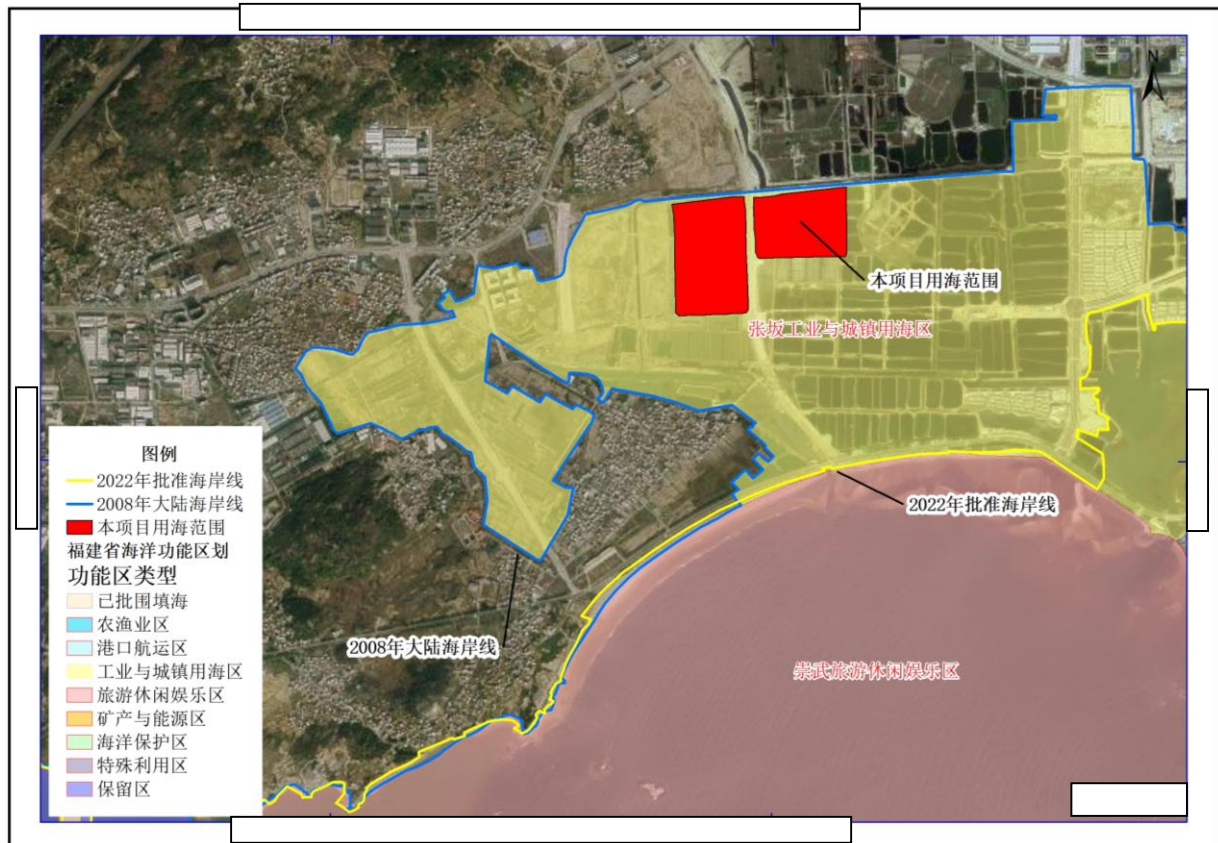 N
本项目用海范围
张坂工业与城镇用海区
2022年批准海岸线
2008年大陆海岸线
崇武旅游休闲娱乐区
图例
2022年批准海岸线
2008年大陆海岸线
本项目用海范围
福建省海洋功能区划
功能区类型
已批围填海
农渔业区
港口航运区
工业与城镇用海区
旅游休闲娱乐区
矿产与能源区
海洋保护区
特殊利用区
保留区